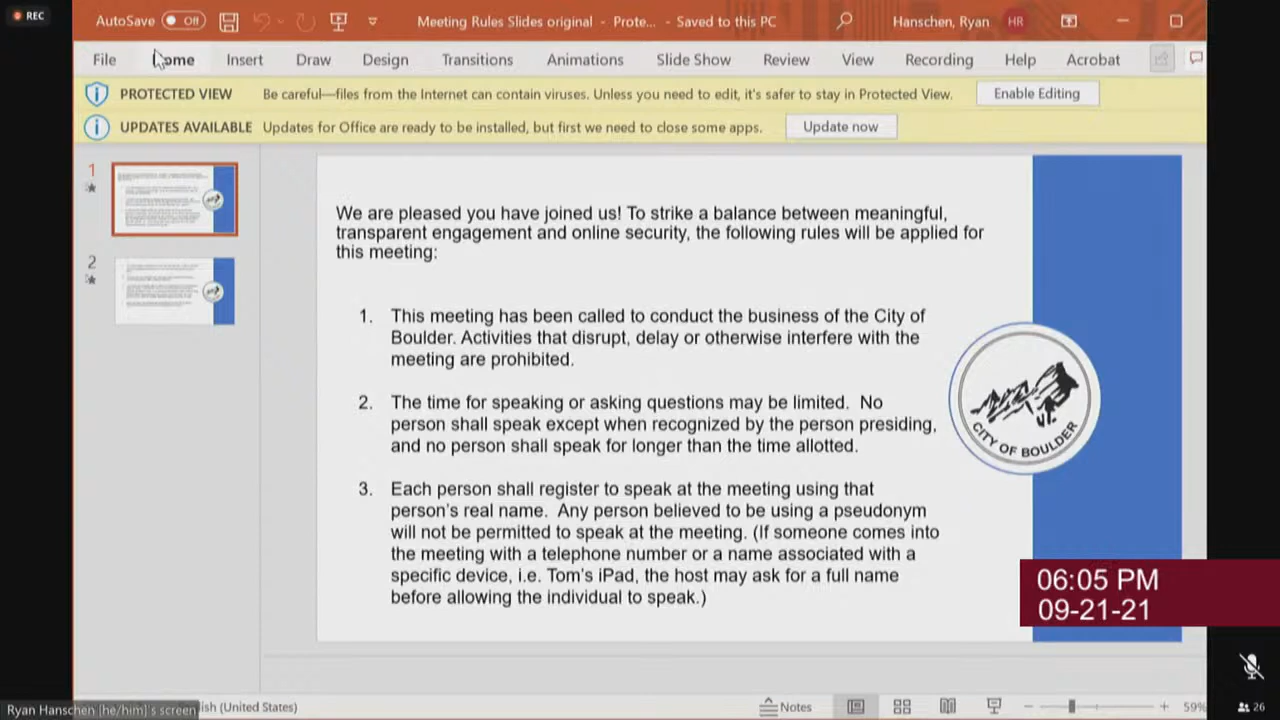 REC
AutoSave Off
Meeting Rules Slides original - Prote... - Saved to this PC
Hanschen, Ryan HR
File Home Insert Draw Design Transitions Animations Slide Show Review View Recording Help Acrobat
PROTECTED VIEW Be careful—files from the Internet can contain viruses. Unless you need to edit, it's safer to stay in Protected View. Enable Editing
UPDATES AVAILABLE Updates for Office are ready to be installed, but first we need to close some apps. Update now
1
2
We are pleased you have joined us! To strike a balance between meaningful,
transparent engagement and online security, the following rules will be applied for
this meeting:
1. This meeting has been called to conduct the business of the City of
Boulder. Activities that disrupt, delay or otherwise interfere with the
meeting are prohibited.
2. The time for speaking or asking questions may be limited. No
person shall speak except when recognized by the person presiding,
and no person shall speak for longer than the time allotted.
3. Each person shall register to speak at the meeting using that
person's real name. Any person believed to be using a pseudonym
will not be permitted to speak at the meeting. (If someone comes into
the meeting with a telephone number or a name associated with a
specific device, i.e. Tom's iPad, the host may ask for a full name
before allowing the individual to speak.)
CITY OF BOULDER
06:05 PM
09-21-21
Ryan Hanschen [he/him]'s screen
ish (United States)
Notes
59%
26